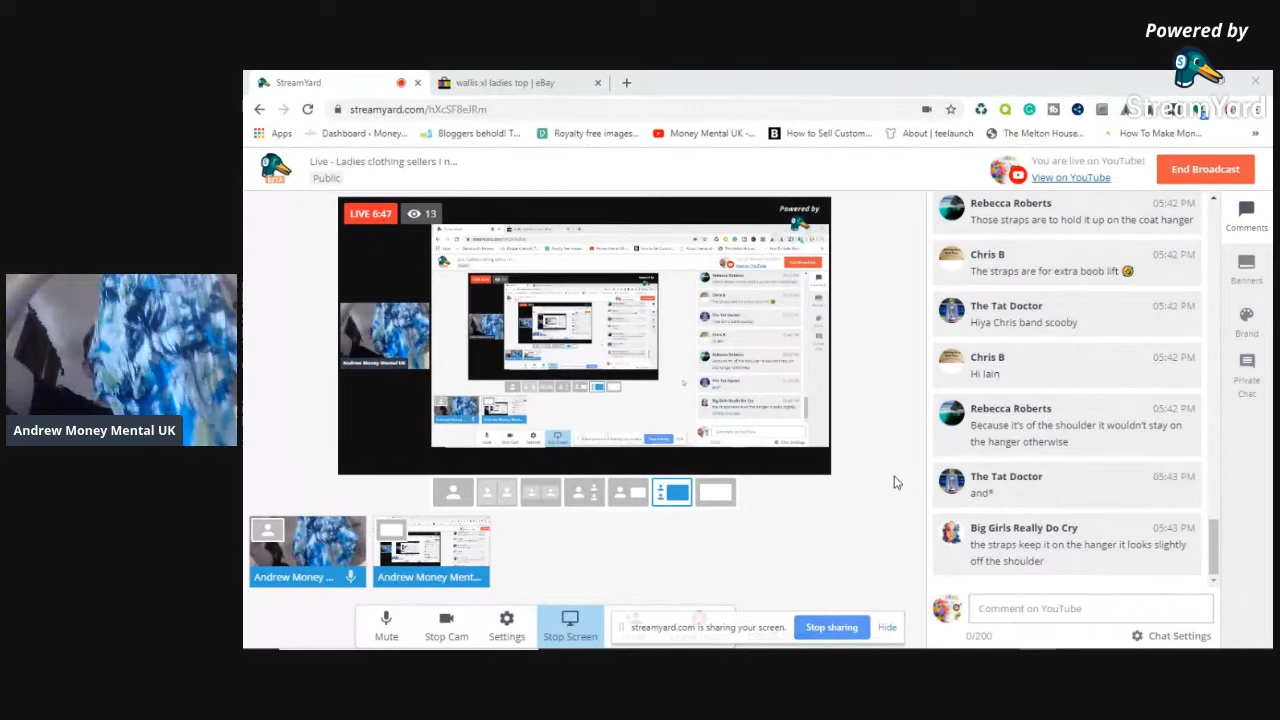 Powered by
StreamYard
StreamYard
wallis xl ladies top | eBay
streamyard.com/hXcSF8eJRm
Apps
Dashboard ‹ Money...
Bloggers behold! T...
Royalty free images...
Money Mental UK -...
How to Sell Custom...
About | teelaunch
The Melton House...
How To Make Mon...
Live - Ladies clothing sellers i n...
Public
BETA
You are live on YouTube!
View on YouTube
End Broadcast
LIVE 6:47
13
Powered by
Rebecca Roberts 05:42 PM
Those straps are to hold it up on the coat hanger
Chris B 05:42 PM
The straps are for extra boob lift
The Tat Doctor 05:42 PM
Hiya Chris band scooby
Chris B 05:42 PM
Hi Iain
Rebecca Roberts 05:42 PM
Because it's of the shoulder it wouldn't stay on
the hanger otherwise
The Tat Doctor 05:43 PM
and*
Big Girls Really Do Cry 05:43 PM
the straps keep it on the hanger it looks slightly
off the shoulder
Comments
Banners
Brand
Private
Chat
Andrew Money Mental UK
Andrew Money Mental UK
Andrew Money ...
Andrew Money Ment...
Mute
Stop Cam
Settings
Stop Screen
streamyard.com is sharing your screen.
Stop sharing
Hide
Comment on YouTube
0/200
Chat Settings